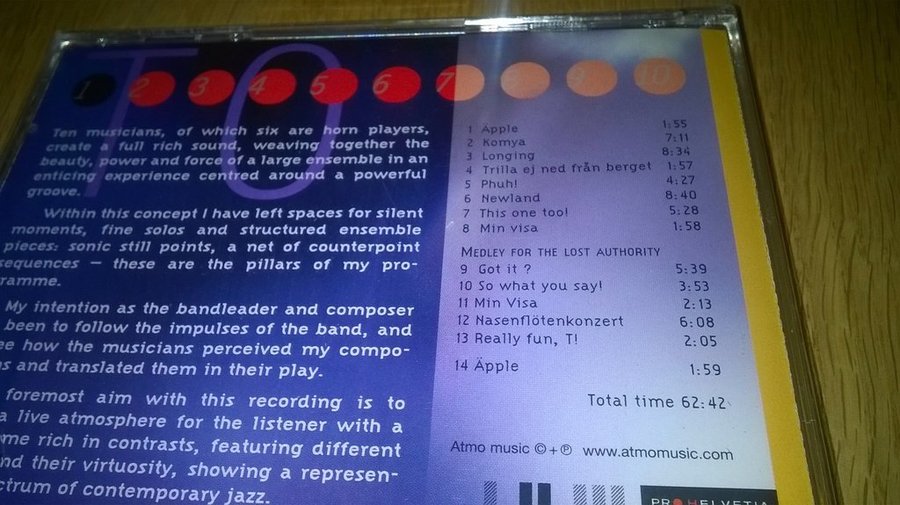 TO
1 2 3 4 5 6 7 8 9 10
Ten musicians, of which six are horn players,
create a full rich sound, weaving together the
beauty, power and force of a large ensemble in an
enticing experience centred around a powerful
groove.
Within this concept I have left spaces for silent
moments, fine solos and structured ensemble
pieces: sonic still points, a net of counterpoint
sequences – these are the pillars of my pro-
ramme.
My intention as the bandleader and composer
been to follow the impulses of the band, and
ee how the musicians perceived my compo-
ns and translated them in their play.
foremost aim with this recording is to
a live atmosphere for the listener with a
me rich in contrasts, featuring different
nd their virtuosity, showing a represen-
ctrum of contemporary jazz.
1 Äpple 1:55
2 Komya 7:11
3 Longing 8:34
4 Trilla ej ned från berget 1:57
5 Phuh! 4:27
6 Newland 8:40
7 This one too! 5:28
8 Min visa 1:58
MEDLEY FOR THE LOST AUTHORITY
9 Got it ? 5:39
10 So what you say! 3:53
11 Min Visa 2:13
12 Nasenflötenkonzert 6:08
13 Really fun, T! 2:05
14 Äpple 1:59
Total time 62:42
Atmo music ©+℗ www.atmomusic.com
PROHELVETIA